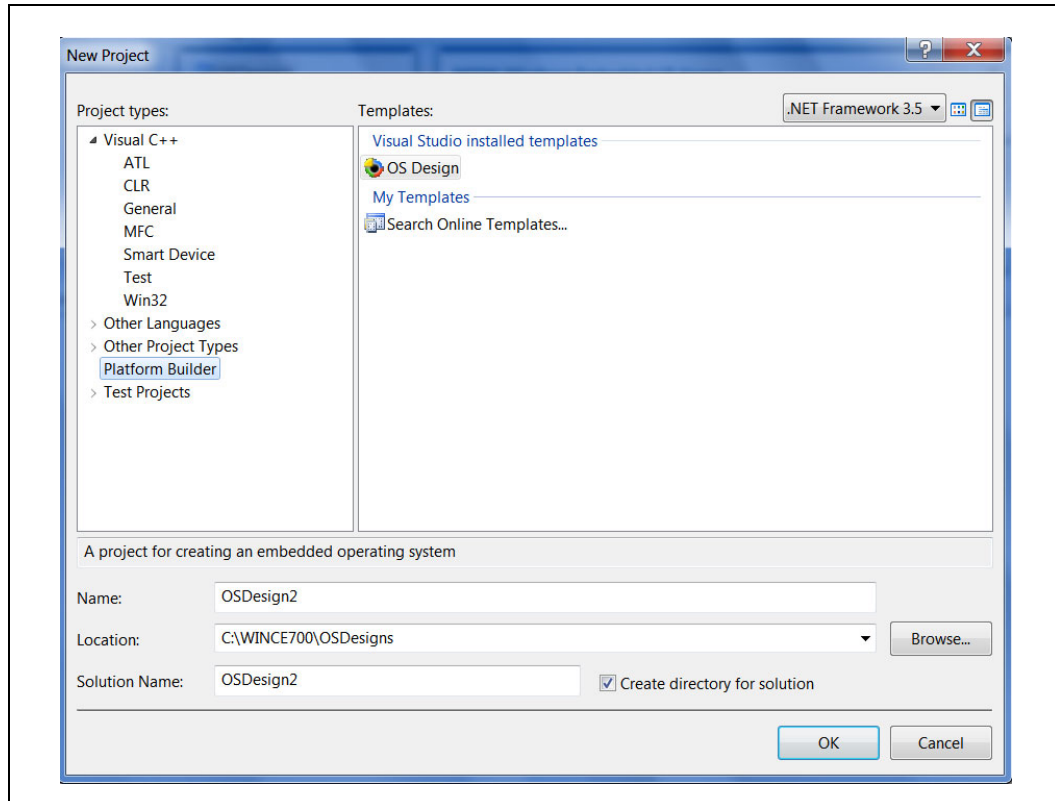 New Project
Project types:
Templates:
.NET Framework 3.5
Visual C++
ATL
CLR
General
MFC
Smart Device
Test
Win32
Other Languages
Other Project Types
Platform Builder
Test Projects
Visual Studio installed templates
OS Design
My Templates
Search Online Templates...
A project for creating an embedded operating system
Name:
OSDesign2
Location:
C:\WINCE700\OSDesigns
Browse...
Solution Name:
OSDesign2
Create directory for solution
OK
Cancel